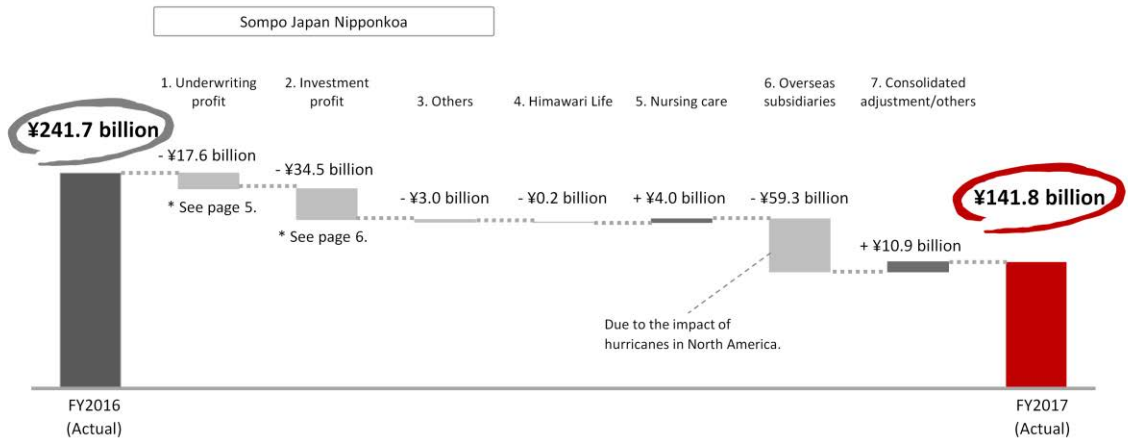 Sompo Japan Nipponkoa
1. Underwriting
profit
2. Investment
profit
3. Others
4. Himawari Life
5. Nursing care
6. Overseas
subsidiaries
7. Consolidated
adjustment/others
¥241.7 billion
- ¥17.6 billion
* See page 5.
- ¥34.5 billion
* See page 6.
- ¥3.0 billion
- ¥0.2 billion
+ ¥4.0 billion
- ¥59.3 billion
+ ¥10.9 billion
¥141.8 billion
Due to the impact of
hurricanes in North America.
FY2016
(Actual)
FY2017
(Actual)